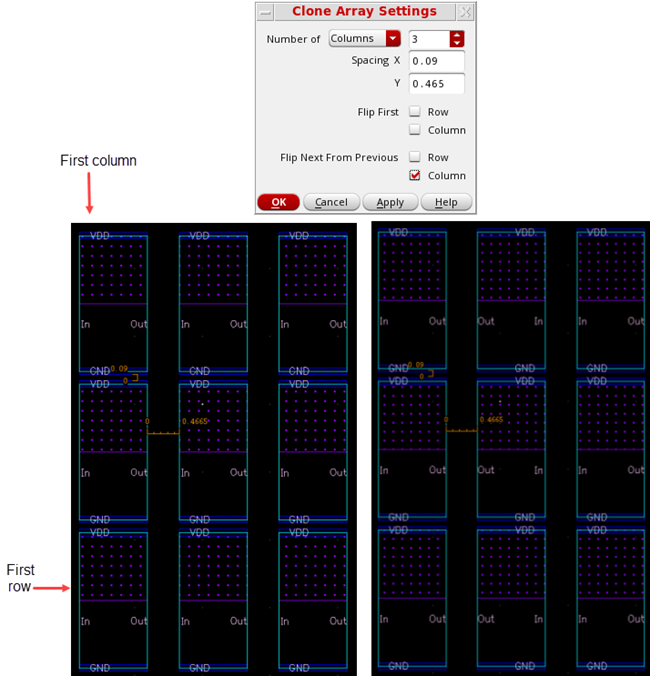 Clone Array Settings
Number of Columns 3
Spacing X 0.09
Y 0.465
Flip First Row
Column
Flip Next From Previous Row
Column
OK Cancel Apply Help
First column
VDD VDD VDD
In Out In Out In Out
GND GND GND
0.09
0
VDD VDD VDD
0 0.4665
In Out In Out In Out
GND GND GND
First
row
VDD VDD VDD
In Out In Out In Out
GND GND GND
VDD VDD VDD
In Out Out In In Out
GND GND GND
0.09
0
VDD VDD VDD
0 0.4665
In Out Out In In Out
GND GND GND
VDD VDD VDD
In Out Out In In Out
GND GND GND